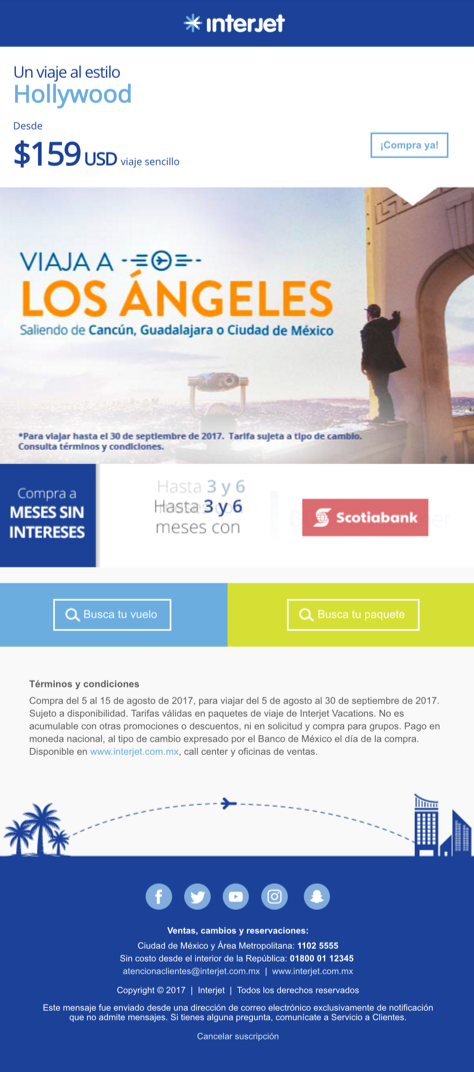 interjet
Un viaje al estilo
Hollywood
Desde
$159 USD viaje sencillo
¡Compra ya!
VIAJA A
LOS ÁNGELES
Saliendo de Cancún, Guadalajara o Ciudad de México
*Para viajar hasta el 30 de septiembre de 2017. Tarifa sujeta a tipo de cambio.
Consulta términos y condiciones.
Compra a
MESES SIN
INTERESES
Hasta 3 y 6
Hasta 3 y 6
meses con
Scotiabank
Busca tu vuelo
Busca tu paquete
Términos y condiciones
Compra del 5 al 15 de agosto de 2017, para viajar del 5 de agosto al 30 de septiembre de 2017.
Sujeto a disponibilidad. Tarifas válidas en paquetes de viaje de Interjet Vacations. No es
acumulable con otras promociones o descuentos, ni en solicitud y compra para grupos. Pago en
moneda nacional, al tipo de cambio expresado por el Banco de México el día de la compra.
Disponible en www.interjet.com.mx, call center y oficinas de ventas.
Ventas, cambios y reservaciones:
Ciudad de México y Área Metropolitana: 1102 5555
Sin costo desde el interior de la República: 01800 01 12345
atencionaclientes@interjet.com.mx | www.interjet.com.mx
Copyright © 2017 | Interjet | Todos los derechos reservados
Este mensaje fue enviado desde una dirección de correo electrónico exclusivamente de notificación
que no admite mensajes. Si tienes alguna pregunta, comunícate a Servicio a Clientes.
Cancelar suscripción